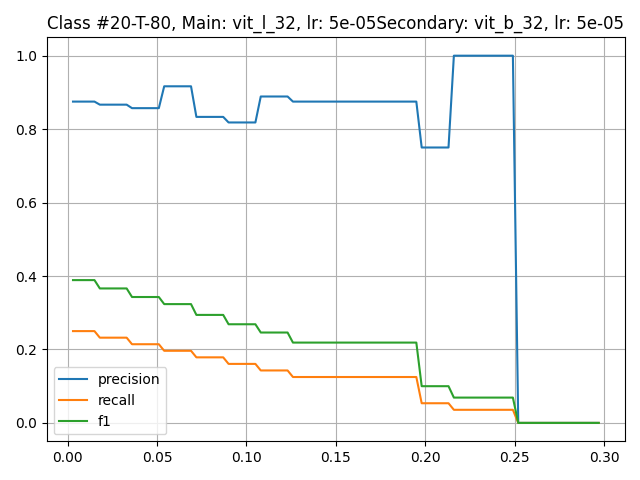 Class #20-T-80, Main: vit_l_32, lr: 5e-05Secondary: vit_b_32, lr: 5e-05
1.0
0.8
0.6
0.4
0.2
0.0
precision
recall
f1
0.00 0.05 0.10 0.15 0.20 0.25 0.30